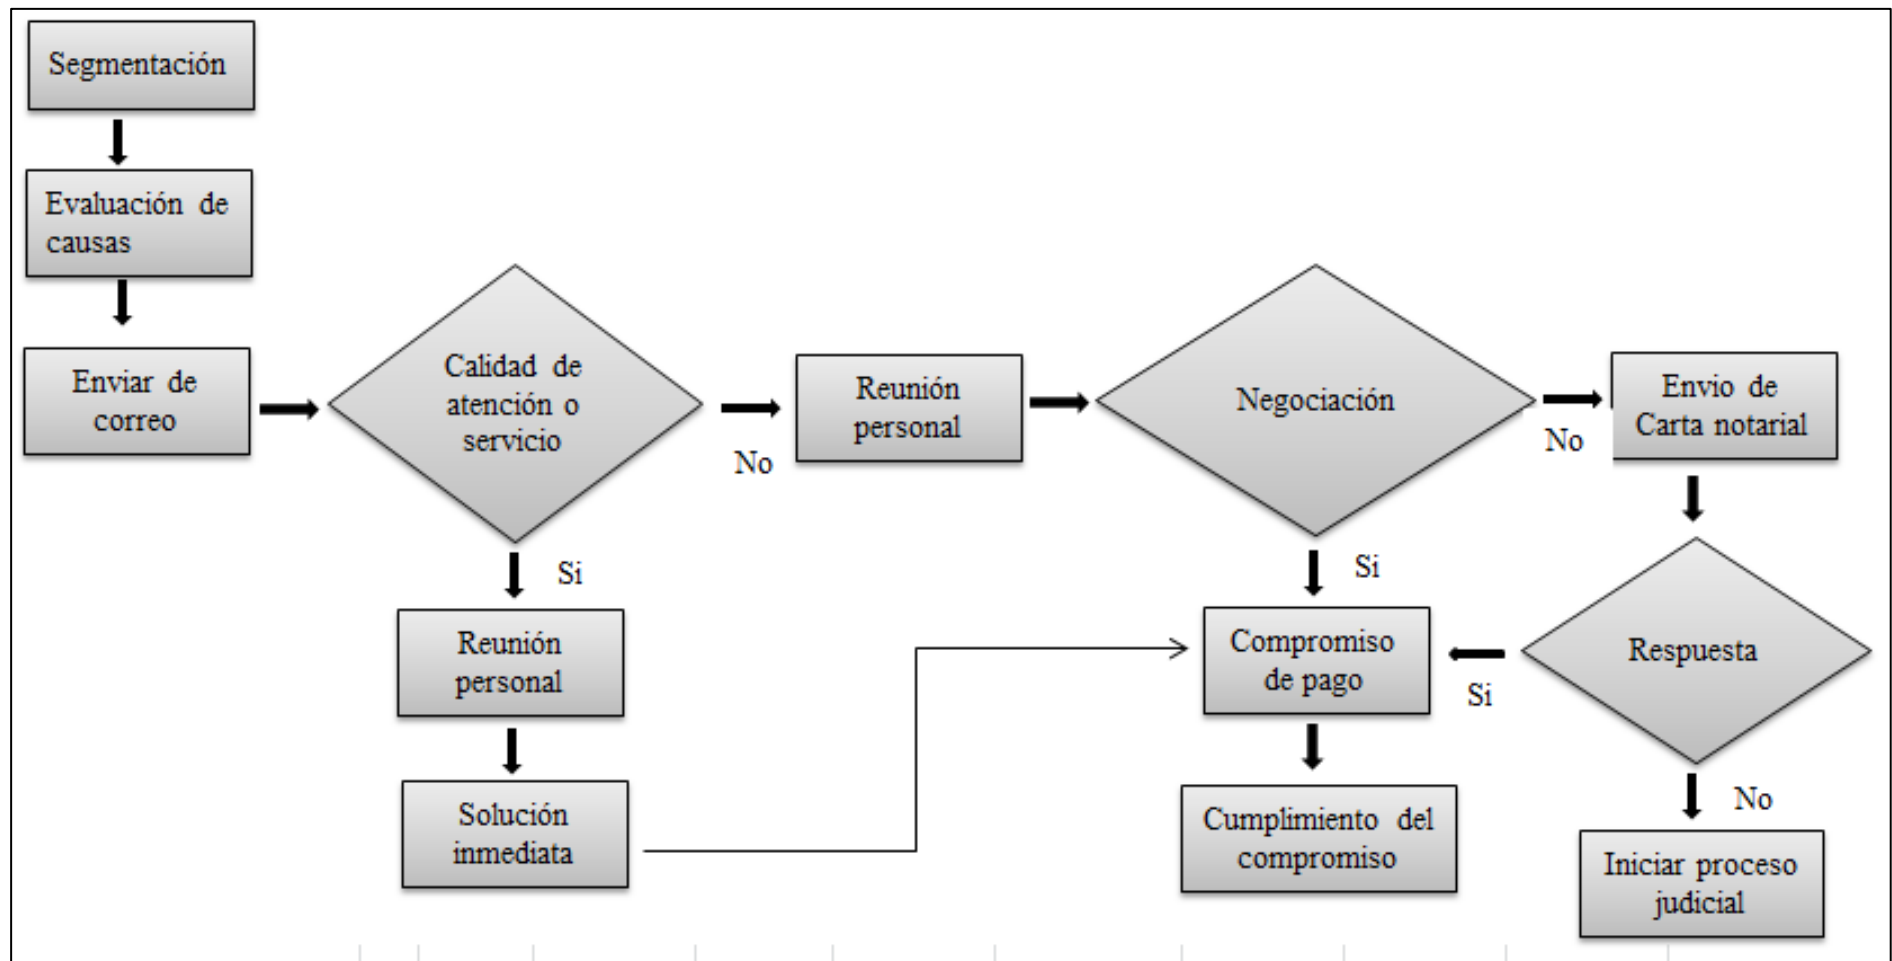 Segmentación
Evaluación de
causas
Enviar de
correo
Calidad de
atención o
servicio
No
Si
Reunión
personal
Solución
inmediata
Reunión
personal
Negociación
No
Si
Envio de
Carta notarial
Respuesta
Si
No
Compromiso
de pago
Cumplimiento del
compromiso
Iniciar proceso
judicial